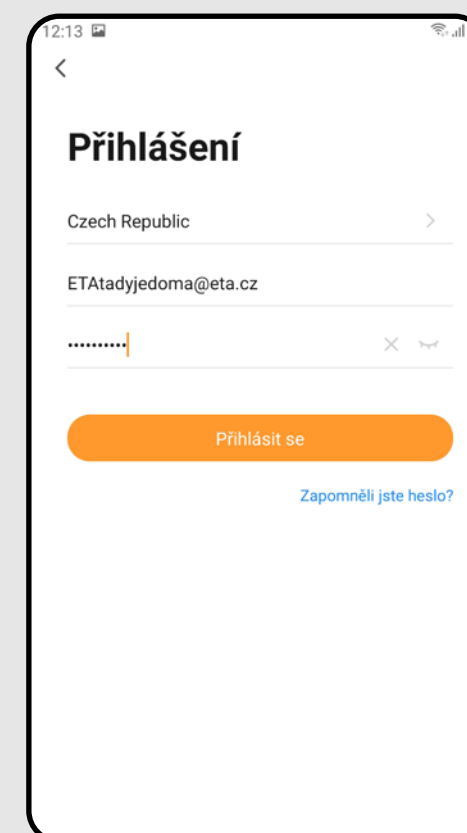 12:13
Přihlášení
Czech Republic
ETAtadyjedoma@eta.cz
••••••••••
Přihlásit se
Zapomněli jste heslo?